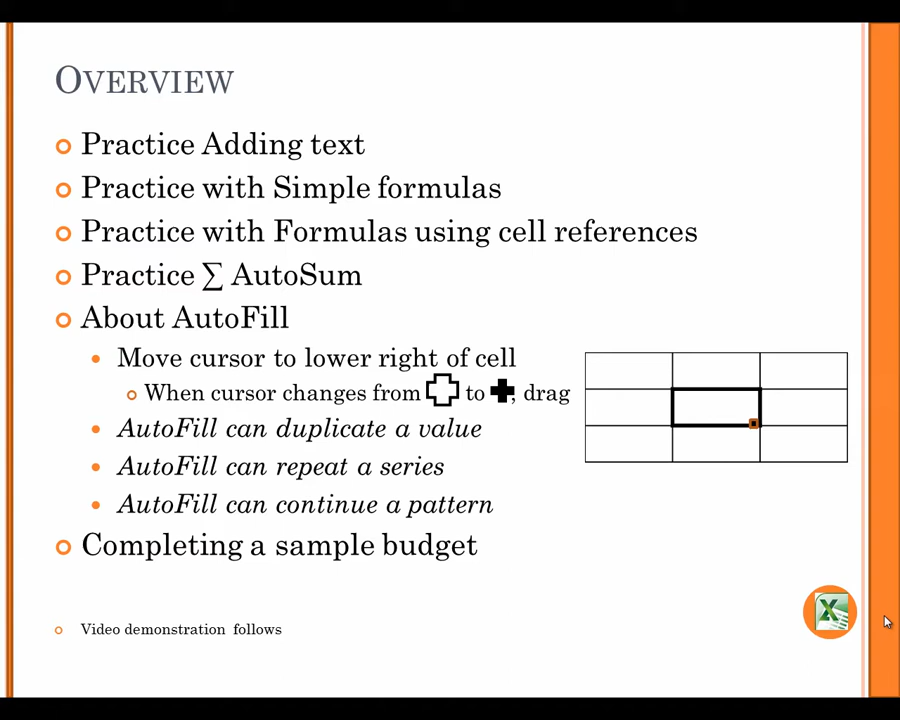 OVERVIEW
Practice Adding text
Practice with Simple formulas
Practice with Formulas using cell references
Practice ∑ AutoSum
About AutoFill
Move cursor to lower right of cell
When cursor changes from to , drag
AutoFill can duplicate a value
AutoFill can repeat a series
AutoFill can continue a pattern
Completing a sample budget
Video demonstration follows